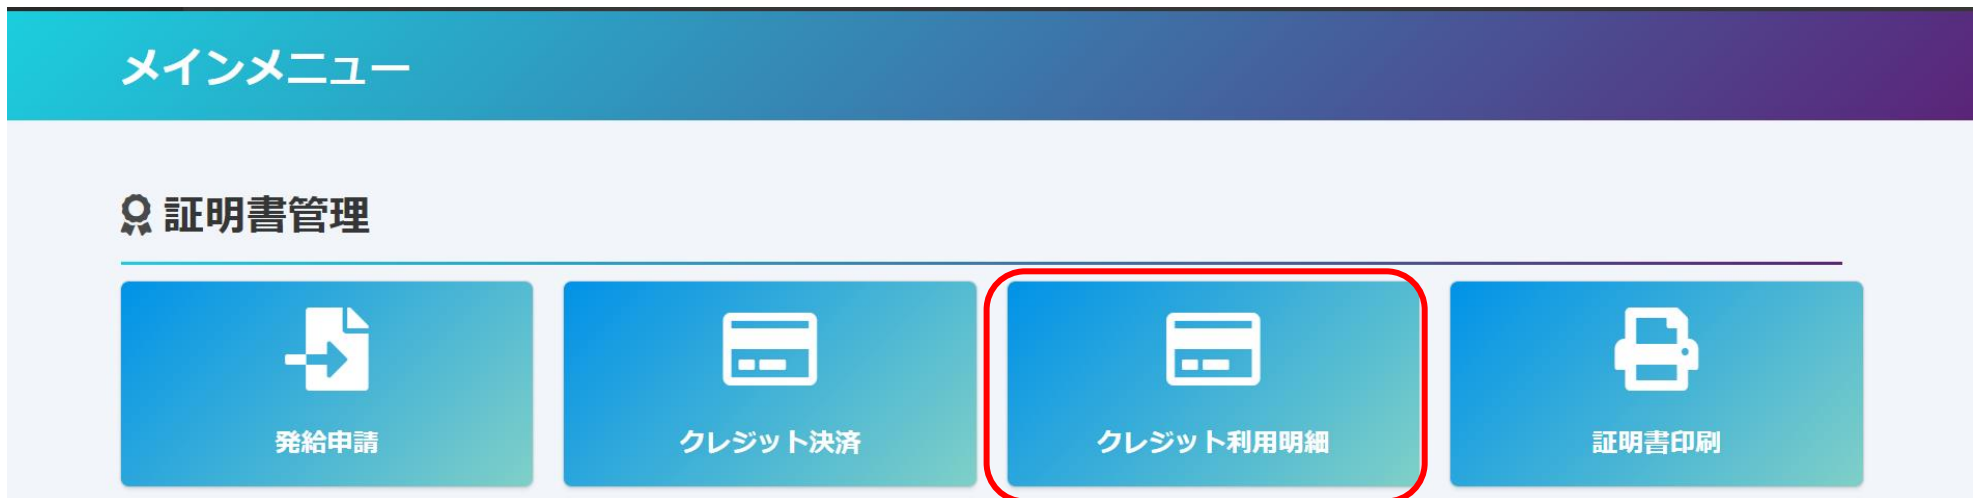 メインメニュー
証明書管理
発給申請
クレジット決済
クレジット利用明細
証明書印刷